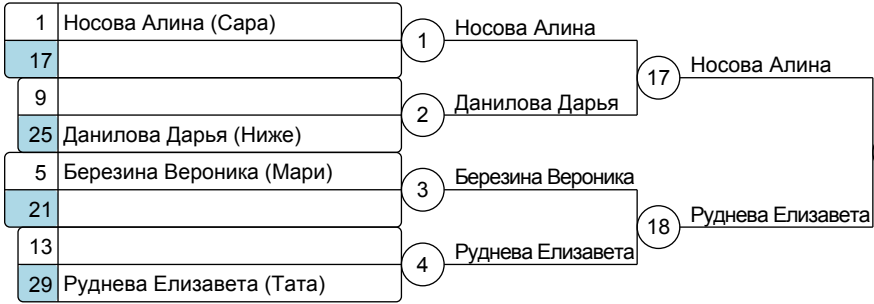 1 Носова Алина (Сара)
17
9
25 Данилова Дарья (Ниже)
5 Березина Вероника (Мари)
21
13
29 Руднева Елизавета (Тата)
1 Носова Алина
2 Данилова Дарья
3 Березина Вероника
4 Руднева Елизавета
17 Носова Алина
18 Руднева Елизавета